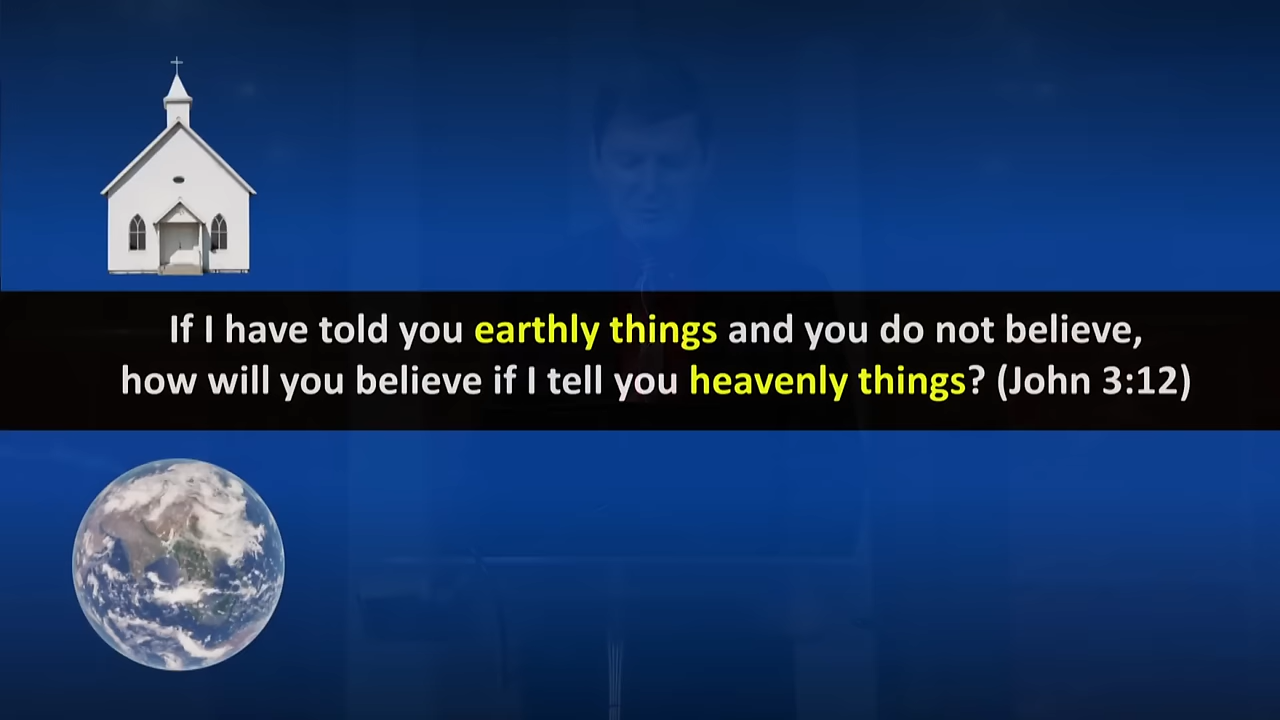 If I have told you earthly things and you do not believe,
how will you believe if I tell you heavenly things? (John 3:12)